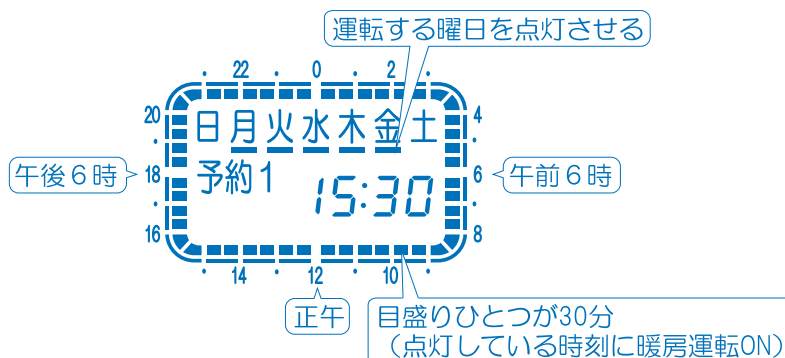 運転する曜日を点灯させる
22 ・ 0 ・ 2
20 4
日月火水木金土
午後6時 18 予約1 6 午前6時
15:30
16 8
・ 14 ・ 12 ・ 10 ・
正午
目盛りひとつが30分
（点灯している時刻に暖房運転ON）